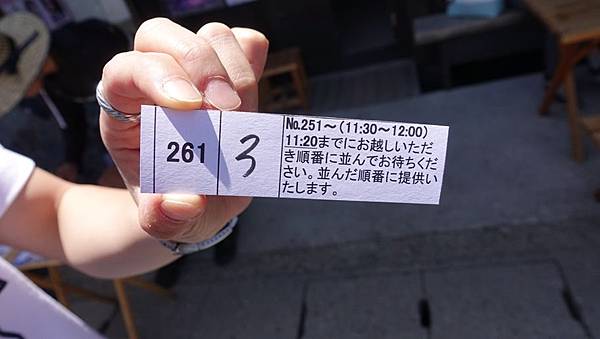 261
3
№251〜(11:30〜12:00)
11:20までにお越しいただ
き順番に並んでお待ちくだ
さい。並んだ順番に提供い
たします。